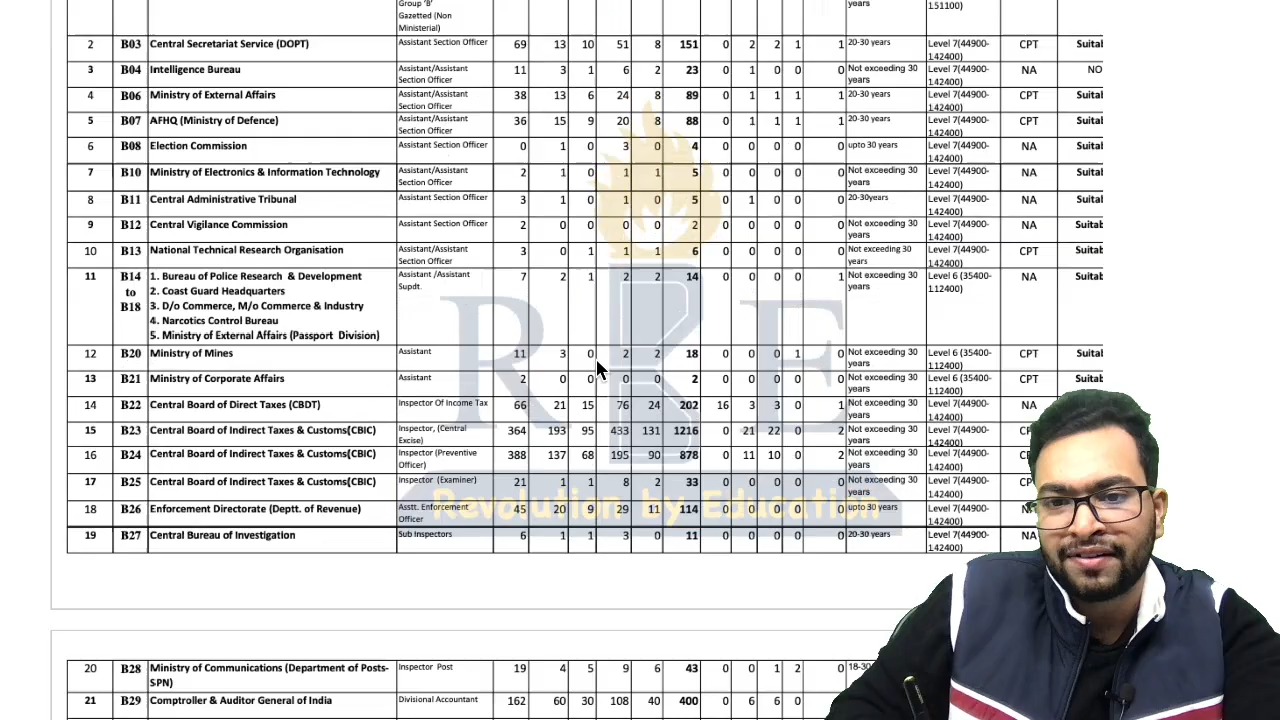 Group 'B' years 151100)
Gazetted (Non
Ministerial)
2 B03 Central Secretariat Service (DOPT) Assistant Section Officer 69 13 10 51 8 151 0 2 2 1 1 20-30 years Level 7(44900-142400) CPT Suitab
3 B04 Intelligence Bureau Assistant/Assistant Section Officer 11 3 1 6 2 23 0 1 0 0 0 Not exceeding 30 years Level 7(44900-142400) NA NO
4 B06 Ministry of External Affairs Assistant/Assistant Section Officer 38 13 6 24 8 89 0 1 1 1 1 20-30 years Level 7(44900-142400) CPT Suitab
5 B07 AFHQ (Ministry of Defence) Assistant/Assistant Section Officer 36 15 9 20 8 88 0 1 1 1 1 20-30 years Level 7(44900-142400) CPT Suitab
6 B08 Election Commission Assistant Section Officer 0 1 0 3 0 4 0 0 0 0 0 upto 30 years Level 7(44900-142400) NA Suitab
7 B10 Ministry of Electronics & Information Technology Assistant/Assistant Section Officer 2 1 0 1 1 5 0 0 0 0 0 Not exceeding 30 years Level 7(44900-142400) NA Suitab
8 B11 Central Administrative Tribunal Assistant Section Officer 3 1 0 1 0 5 0 1 0 0 0 20-30years Level 7(44900-142400) NA Suitab
9 B12 Central Vigilance Commission Assistant Section Officer 2 0 0 0 0 2 0 0 0 0 0 Not exceeding 30 years Level 7(44900-142400) NA Suitab
10 B13 National Technical Research Organisation Assistant/Assistant Section Officer 3 0 1 1 1 6 0 0 0 0 0 Not exceeding 30 years Level 7(44900-142400) CPT Suitab
11 B14 to B18 1. Bureau of Police Research & Development Assistant /Assistant Supdt. 7 2 1 2 2 14 0 0 0 0 1 Not exceeding 30 years Level 6 (35400-112400) NA Suitab
2. Coast Guard Headquarters
3. D/o Commerce, M/o Commerce & Industry
4. Narcotics Control Bureau
5. Ministry of External Affairs (Passport Division)
12 B20 Ministry of Mines Assistant 11 3 0 2 2 18 0 0 0 1 0 Not exceeding 30 years Level 6 (35400-112400) CPT Suitab
13 B21 Ministry of Corporate Affairs Assistant 2 0 0 0 0 2 0 0 0 0 0 Not exceeding 30 years Level 6 (35400-112400) CPT Suitab
14 B22 Central Board of Direct Taxes (CBDT) Inspector Of Income Tax 66 21 15 76 24 202 16 3 3 0 1 Not exceeding 30 years Level 7(44900-142400) NA
15 B23 Central Board of Indirect Taxes & Customs(CBIC) Inspector, (Central Excise) 364 193 95 433 131 1216 0 21 22 0 2 Not exceeding 30 years Level 7(44900-142400)
16 B24 Central Board of Indirect Taxes & Customs(CBIC) Inspector (Preventive Officer) 388 137 68 195 90 878 0 11 10 0 2 Not exceeding 30 years Level 7(44900-142400)
17 B25 Central Board of Indirect Taxes & Customs(CBIC) Inspector (Examiner) 21 1 1 8 2 33 0 0 0 0 0 Not exceeding 30 years Level 7(44900-142400)
18 B26 Enforcement Directorate (Deptt. of Revenue) Asstt. Enforcement Officer 45 20 9 29 11 114 0 0 0 0 0 upto 30 years Level 7(44900-142400)
19 B27 Central Bureau of Investigation Sub Inspectors 6 1 1 3 0 11 0 0 0 0 0 20-30 years Level 7(44900-142400) NA
20 B28 Ministry of Communications (Department of Posts-SPN) Inspector Post 19 4 5 9 6 43 0 0 1 2 0 18-30
21 B29 Comptroller & Auditor General of India Divisional Accountant 162 60 30 108 40 400 0 6 6 0
RBE
Revolution by Education